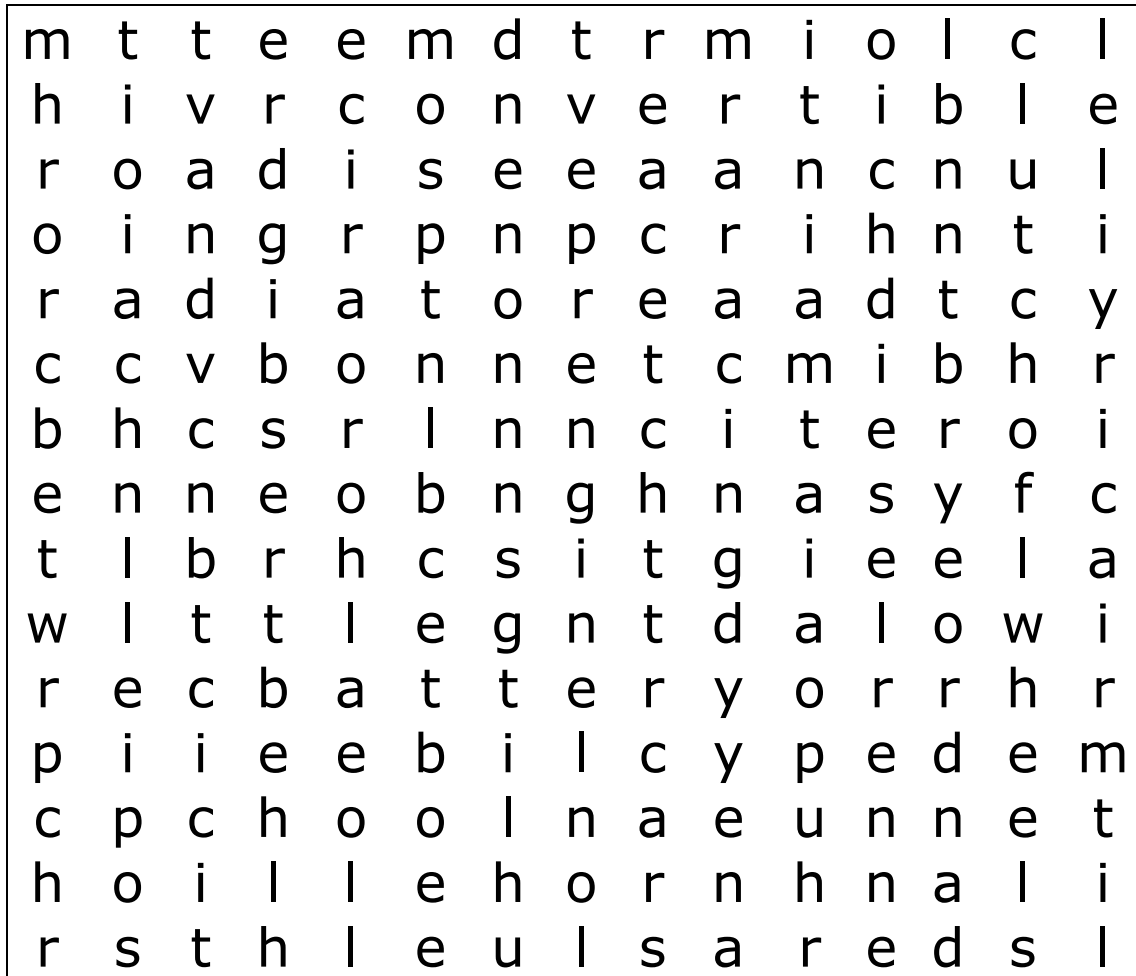 m t t e e m d t r m i o l c l
h i v r c o n v e r t i b l e
r o a d i s e e a a n c n u l
o i n g r p n p c r i h n t i
r a d i a t o r e a a d t c y
c c v b o n n e t c m i b h r
b h c s r l n n c i t e r o i
e n n e o b n g h n a s y f c
t l b r h c s i t g i e e l a
w l t t l e g n t d a l o w i
r e c b a t t e r y o r r h r
p i i e e b i l c y p e d e m
c p c h o o l n a e u n n e t
h o i l l e h o r n h n a l i
r s t h l e u l s a r e d s l